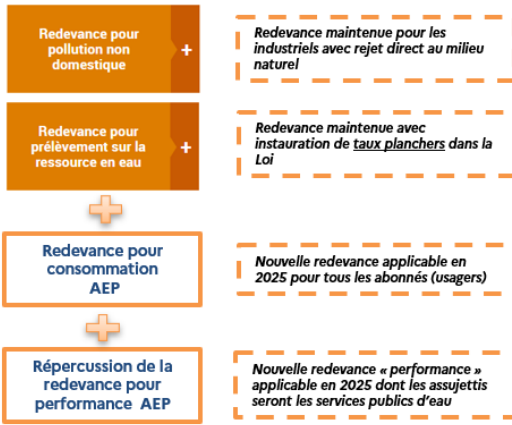 Redevance pour
pollution non
domestique
+
Redevance maintenue pour les
industriels avec rejet direct au milieu
naturel
Redevance pour
prélèvement sur la
ressource en eau
+
Redevance maintenue avec
instauration de taux planchers dans la
Loi
Redevance pour
consommation
AEP
Nouvelle redevance applicable en
2025 pour tous les abonnés (usagers)
Répercussion de la
redevance pour
performance AEP
Nouvelle redevance « performance »
applicable en 2025 dont les assujettis
seront les services publics d'eau